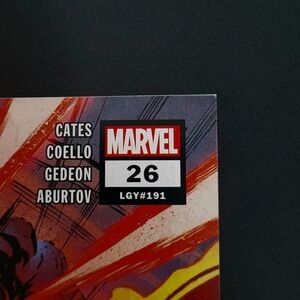 CATES
COELLO
GEDEON
ABURTOV
MARVEL
26
LGY#191